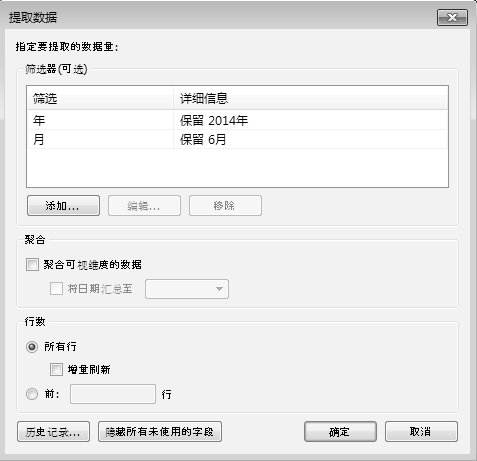 提取数据
指定要提取的数据量:
筛选器(可选)
筛选 详细信息
年 保留 2014年
月 保留 6月
添加... 编辑... 移除
聚合
聚合可视维度的数据
将日期汇总至
行数
所有行
增量刷新
前: 行
历史记录... 隐藏所有未使用的字段 确定 取消